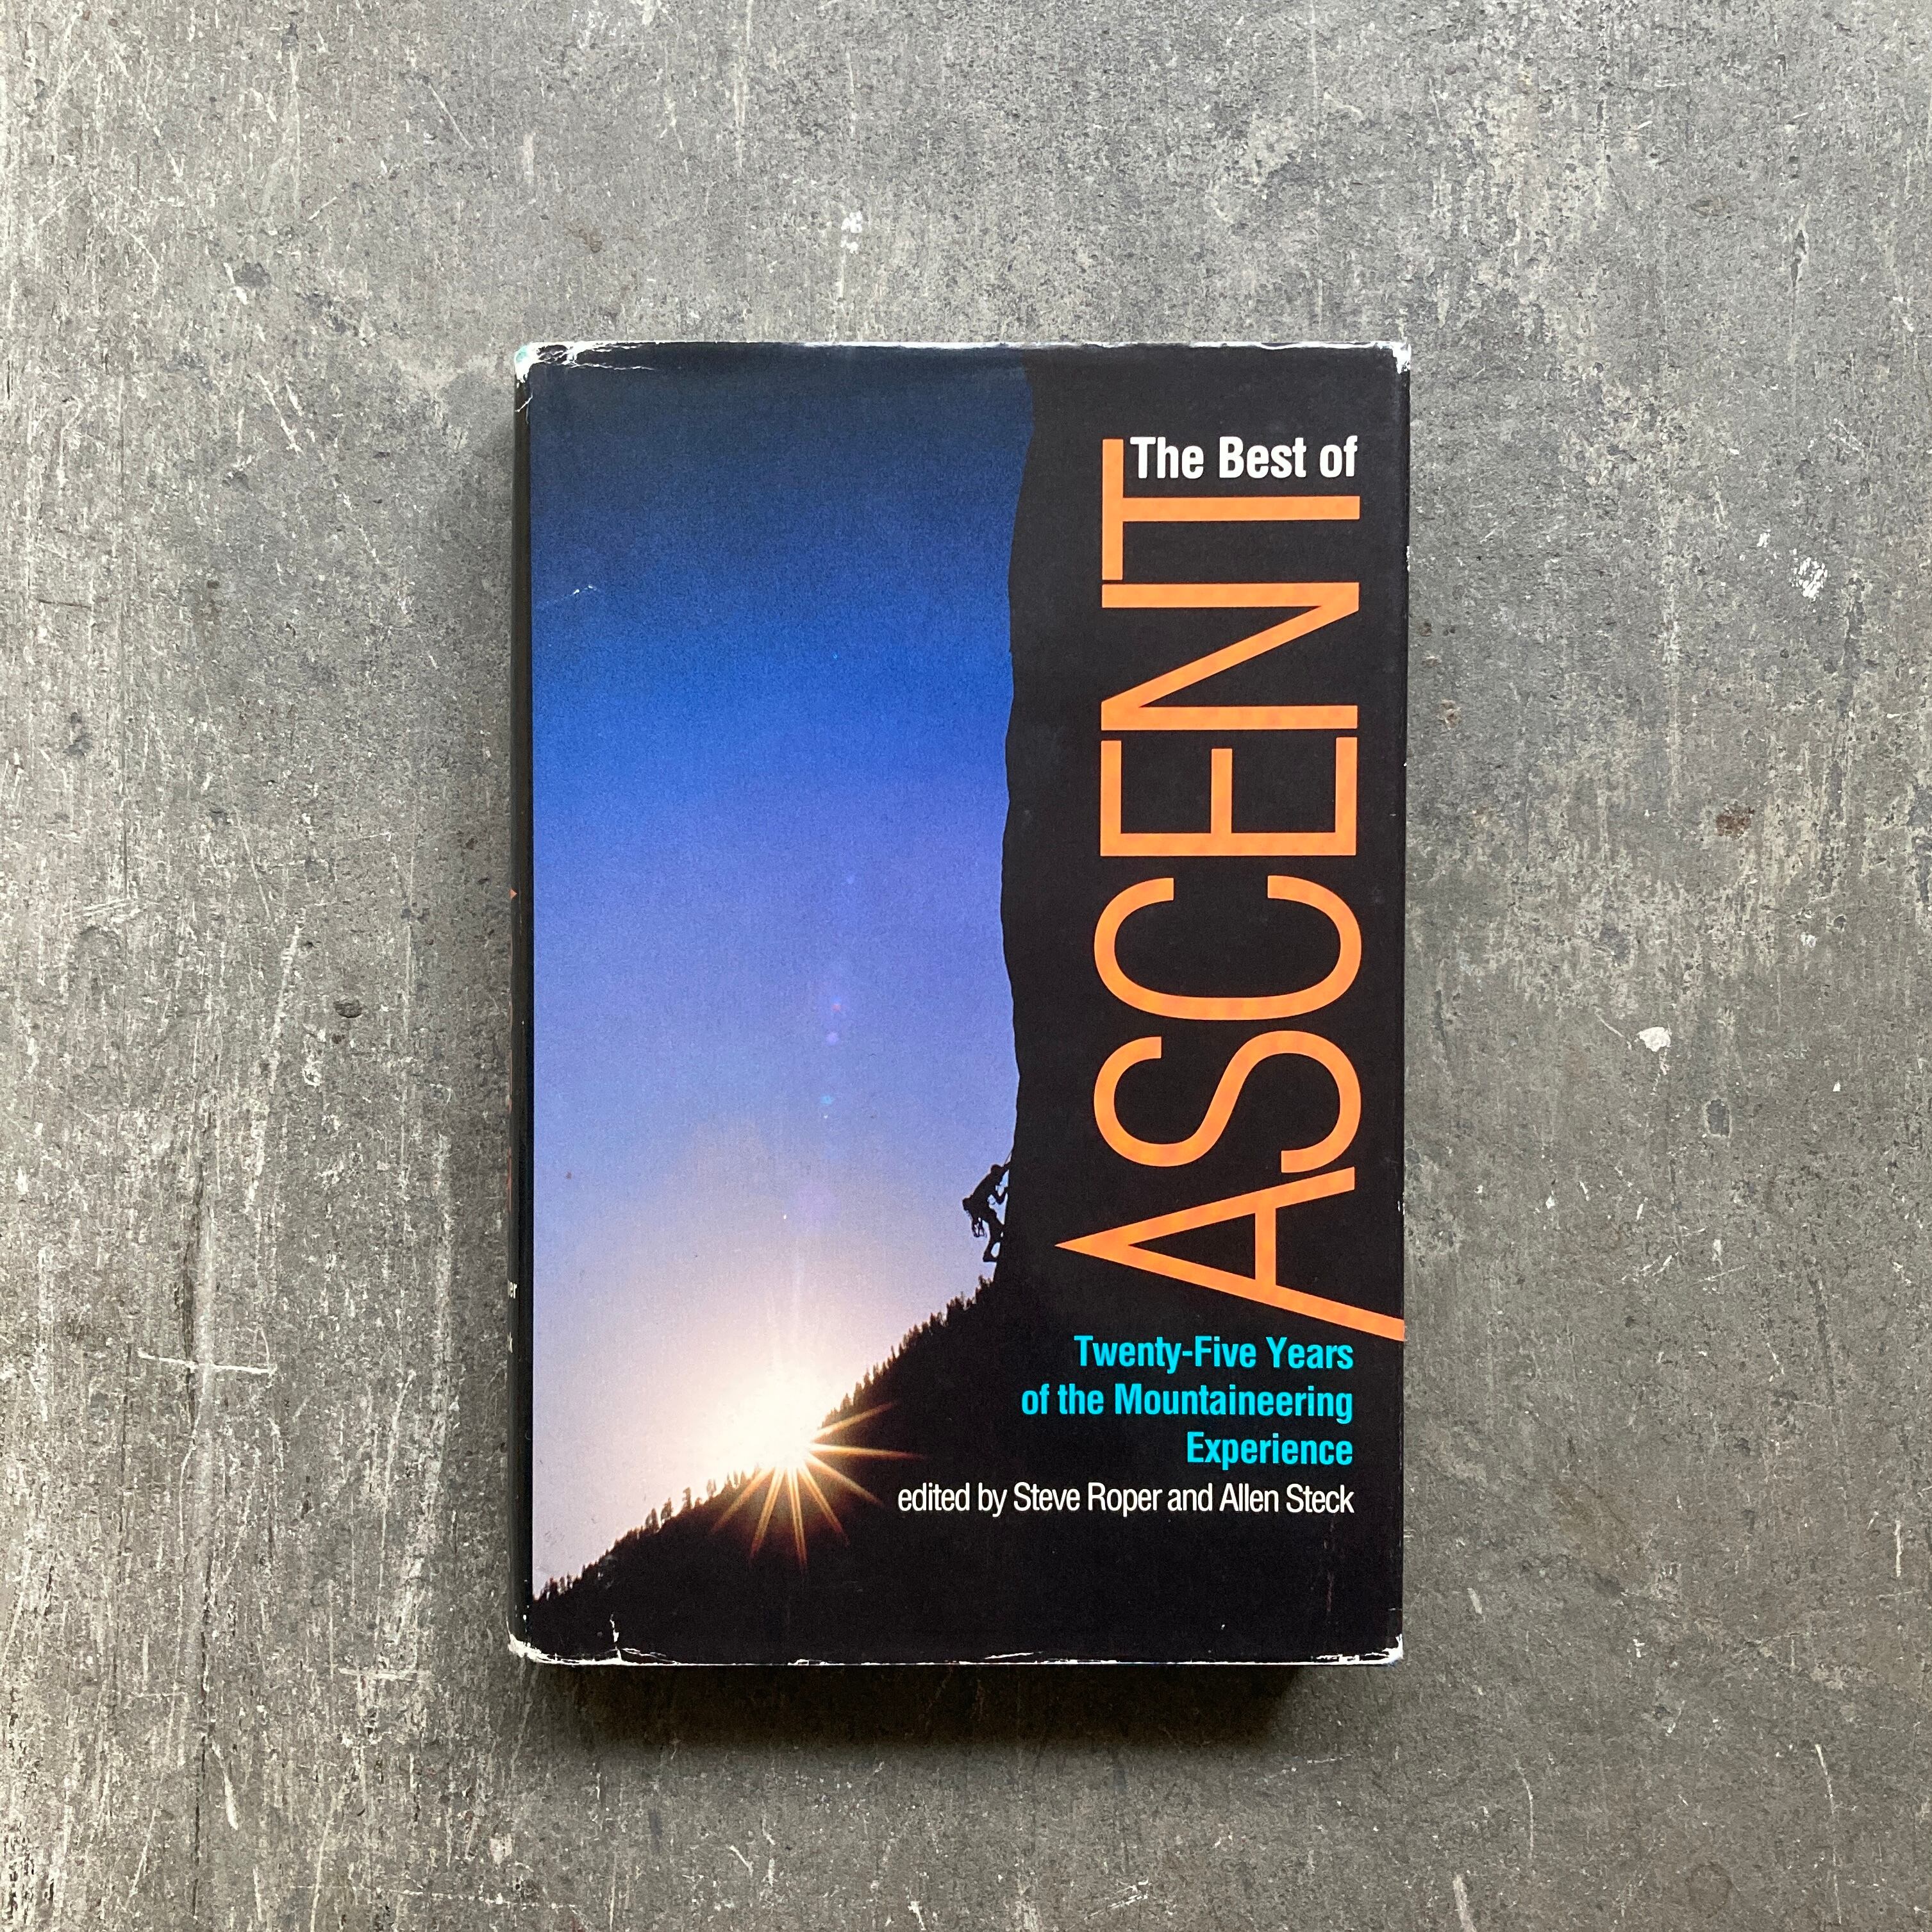 The Best of
ASCENT
Twenty-Five Years
of the Mountaineering
Experience
edited by Steve Roper and Allen Steck